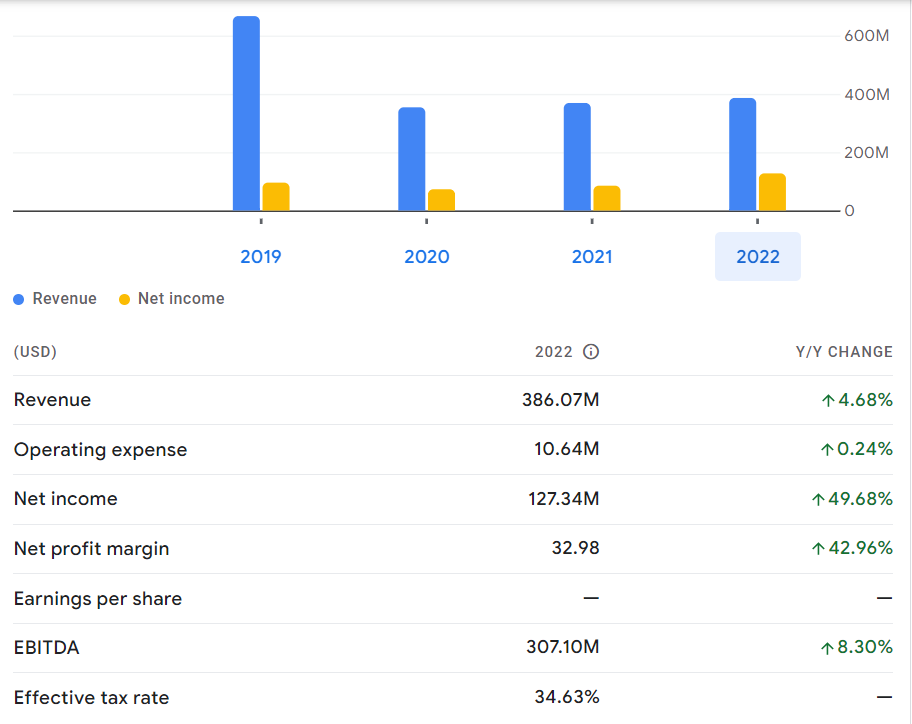 600M
400M
200M
0
2019 2020 2021 2022
Revenue Net income
(USD) 2022 Y/Y CHANGE
Revenue 386.07M ↑4.68%
Operating expense 10.64M ↑0.24%
Net income 127.34M ↑49.68%
Net profit margin 32.98 ↑42.96%
Earnings per share — —
EBITDA 307.10M ↑8.30%
Effective tax rate 34.63% —